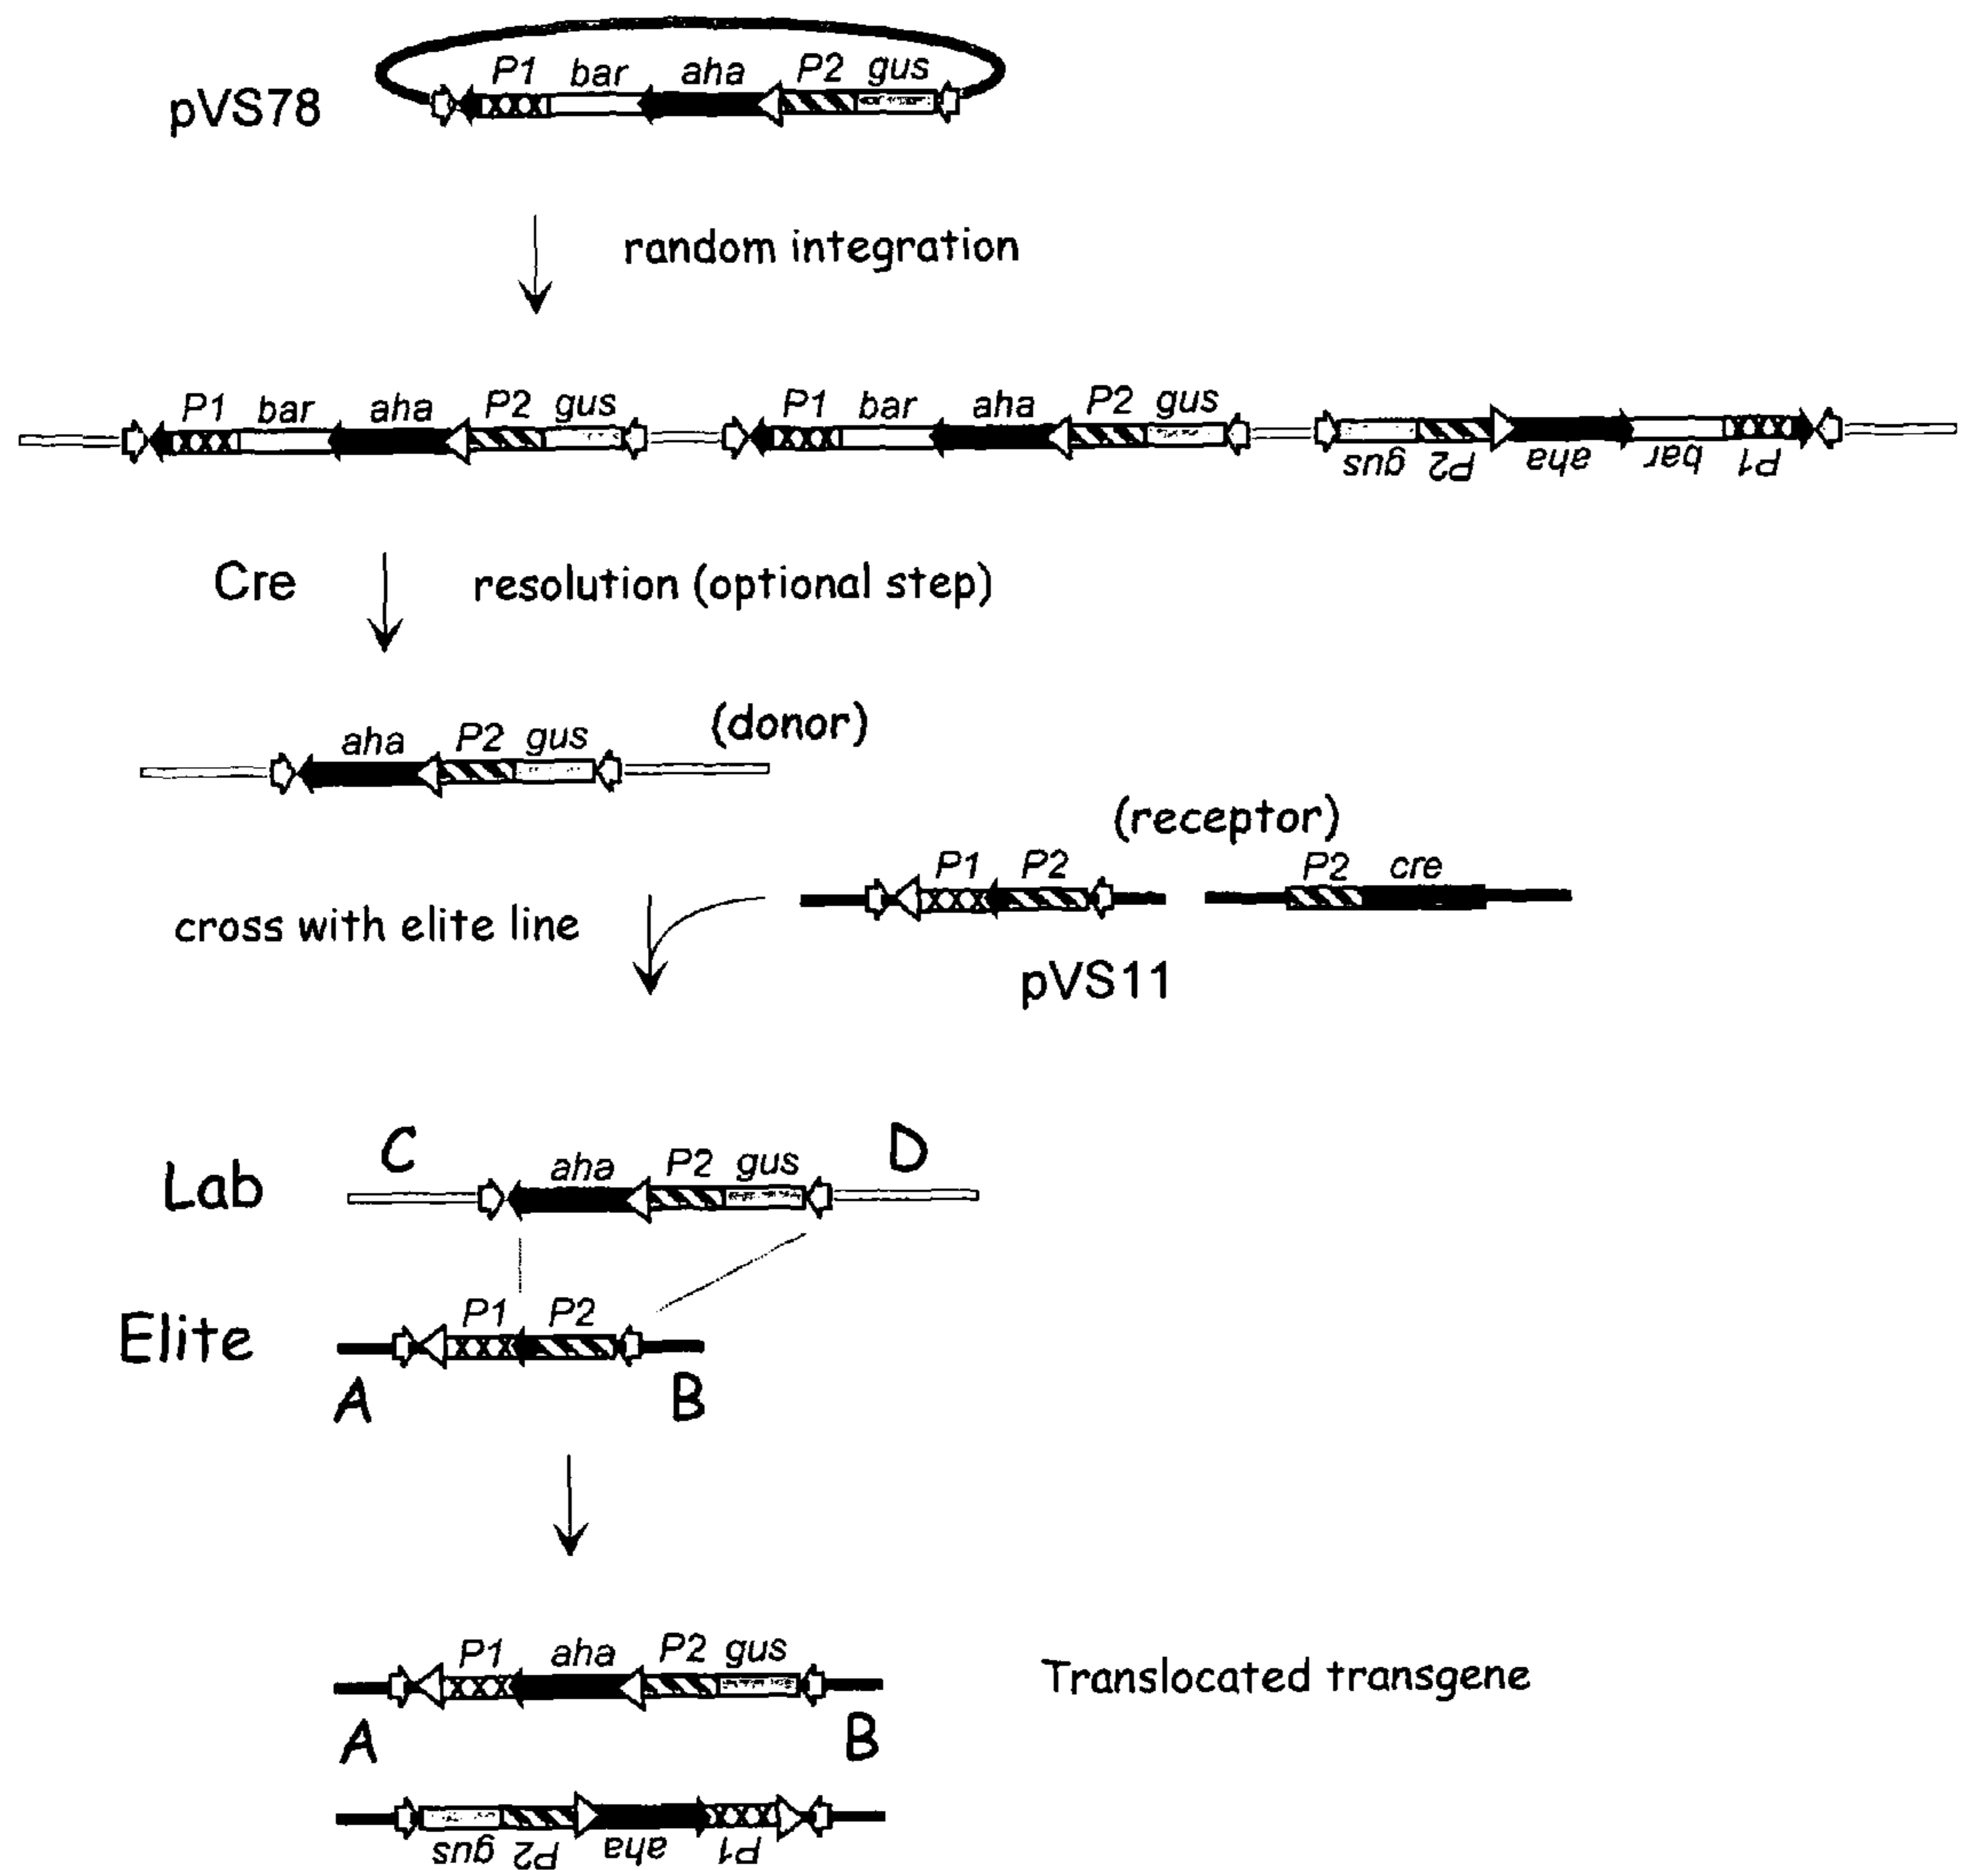 P1 bar aha P2 gus
pVS78
random integration
P1 bar aha P2 gus P1 bar aha P2 gus
gus P2 aha bar P1
Cre resolution (optional step)
(donor)
aha P2 gus
(receptor)
P1 P2 P2 cre
cross with elite line
pVS11
C D
Lab aha P2 gus
P1 P2
Elite
A B
P1 aha P2 gus
Translocated transgene
A B
gus P2 aha P1